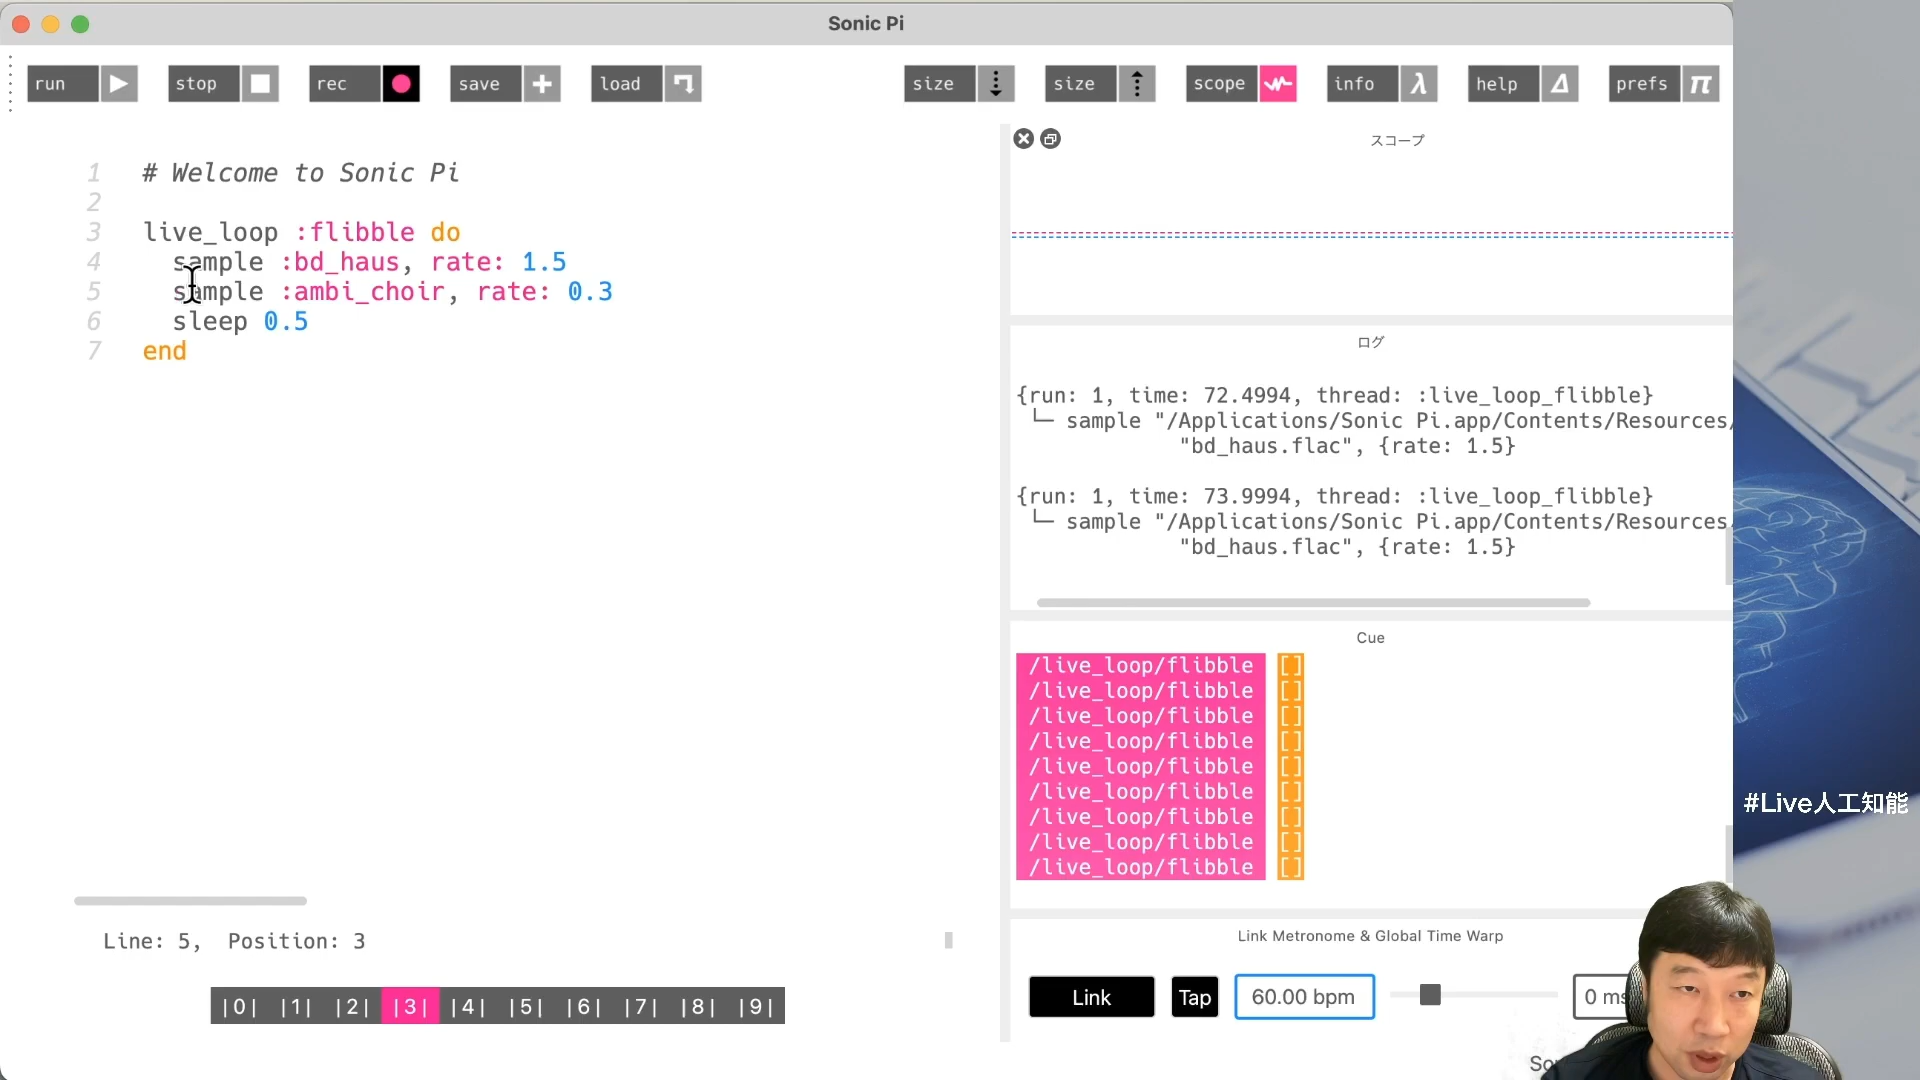 Sonic Pi
run
stop
rec
save
load
size
size
scope
info
help
prefs
1 # Welcome to Sonic Pi
2
3 live_loop :flibble do
4 sample :bd_haus, rate: 1.5
5 sample :ambi_choir, rate: 0.3
6 sleep 0.5
7 end
Line: 5, Position: 3
|0| |1| |2| |3| |4| |5| |6| |7| |8| |9|
スコープ
ログ
{run: 1, time: 72.4994, thread: :live_loop_flibble}
└─ sample "/Applications/Sonic Pi.app/Contents/Resources/
"bd_haus.flac", {rate: 1.5}
{run: 1, time: 73.9994, thread: :live_loop_flibble}
└─ sample "/Applications/Sonic Pi.app/Contents/Resources/
"bd_haus.flac", {rate: 1.5}
Cue
/live_loop/flibble []
/live_loop/flibble []
/live_loop/flibble []
/live_loop/flibble []
/live_loop/flibble []
/live_loop/flibble []
/live_loop/flibble []
/live_loop/flibble []
/live_loop/flibble []
Link Metronome & Global Time Warp
Link
Tap
60.00 bpm
0 ms
#Live人工知能